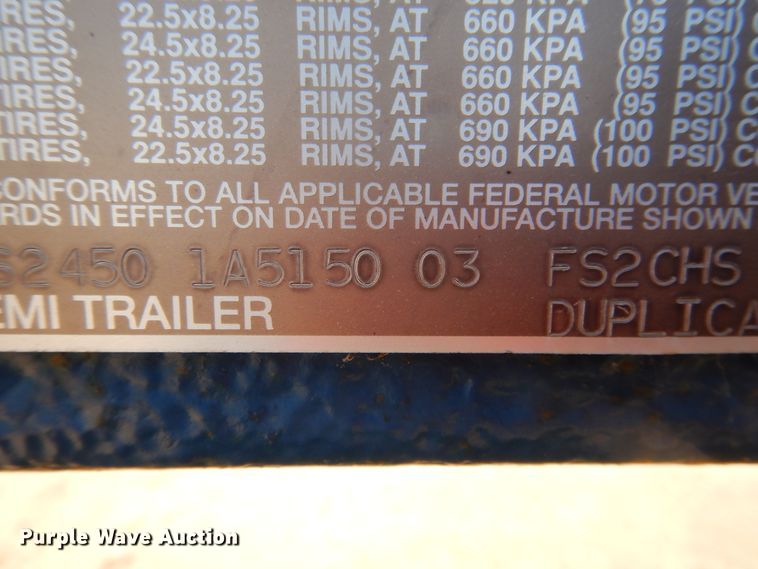 TIRES, 22.5x8.25 RIMS, AT 660 KPA (95 PSI)
TIRES, 24.5x8.25 RIMS, AT 660 KPA (95 PSI) C
TIRES, 22.5x8.25 RIMS, AT 660 KPA (95 PSI) C
TIRES, 24.5x8.25 RIMS, AT 660 KPA (95 PSI) C
TIRES, 24.5x8.25 RIMS, AT 690 KPA (100 PSI) C
TIRES, 22.5x8.25 RIMS, AT 690 KPA (100 PSI) C
CONFORMS TO ALL APPLICABLE FEDERAL MOTOR VE
RDS IN EFFECT ON DATE OF MANUFACTURE SHOWN
S2450 1A5150 03 FS2CHS
EMI TRAILER DUPLICA
Purple Wave Auction